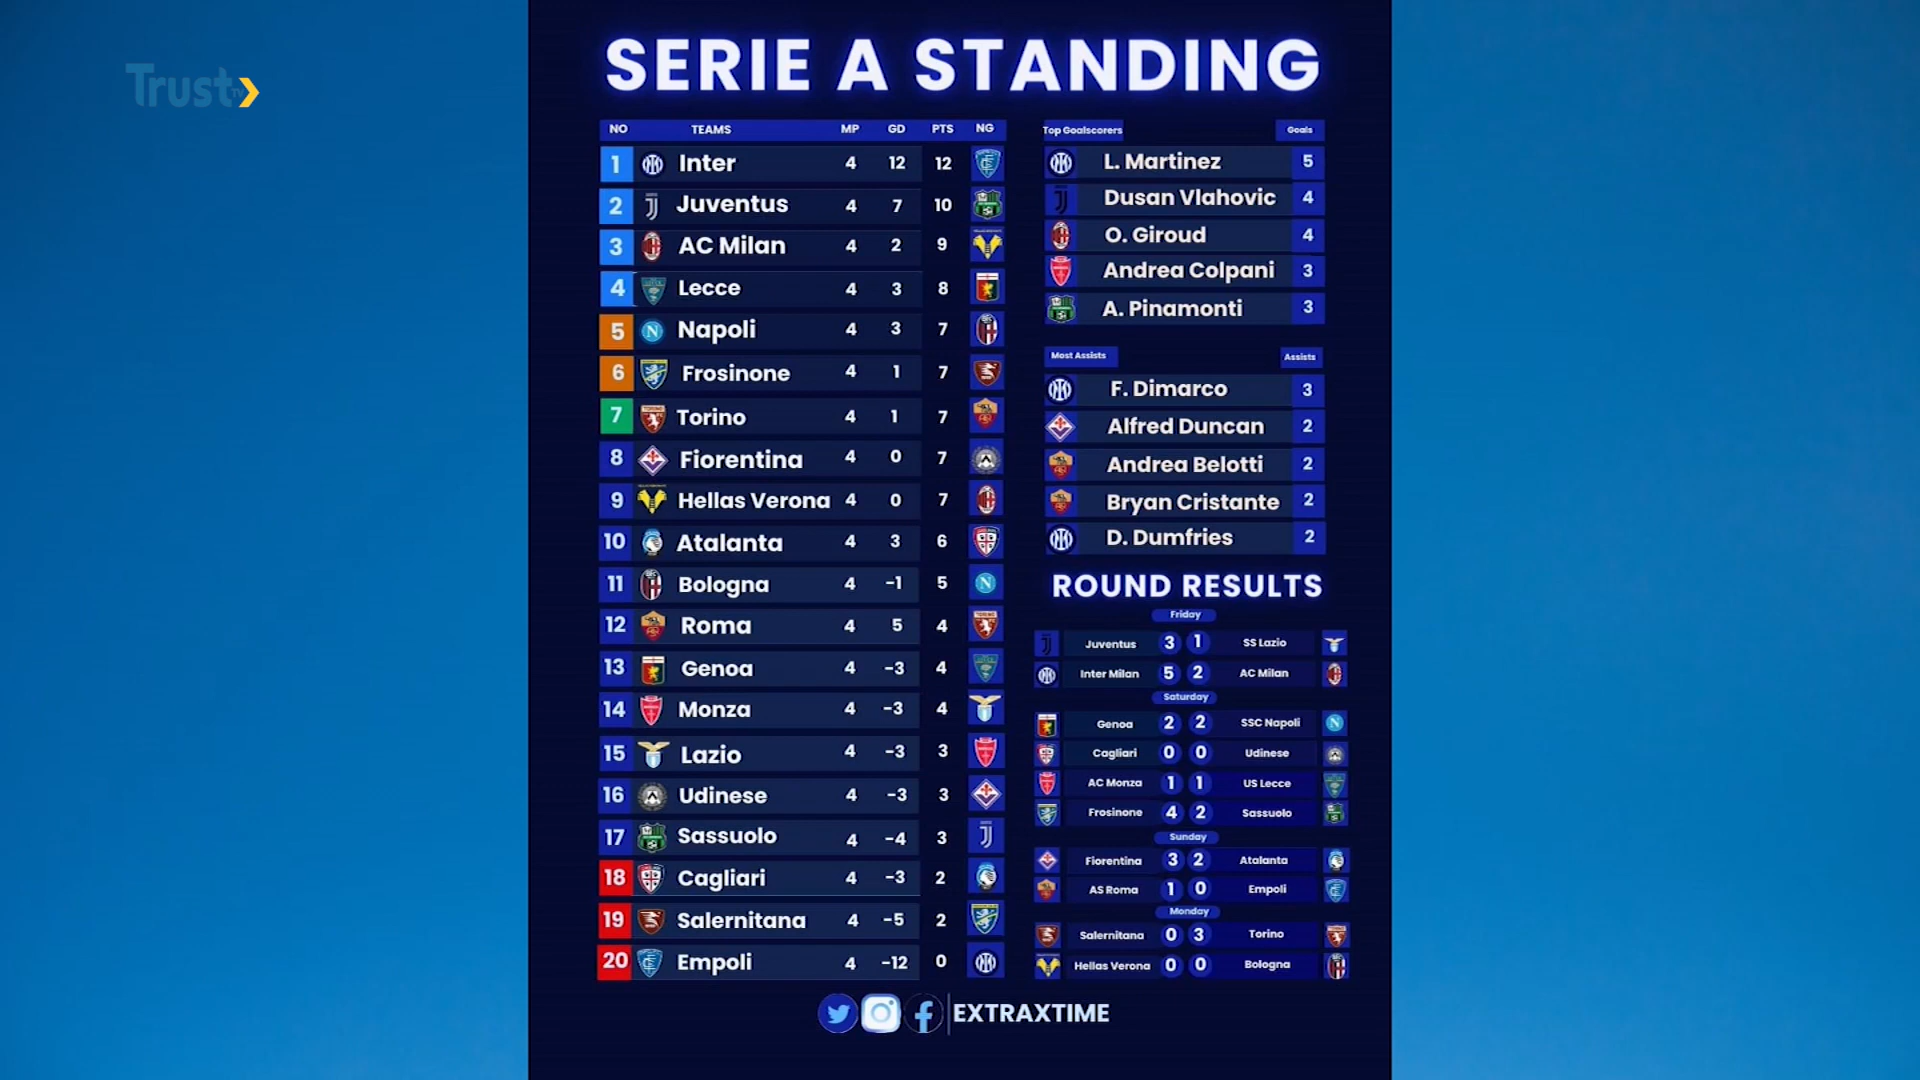 SERIE A STANDING
Trust TV
NO TEAMS MP GD PTS NG
1 Inter 4 12 12
2 Juventus 4 7 10
3 AC Milan 4 2 9
4 Lecce 4 3 8
5 Napoli 4 3 7
6 Frosinone 4 1 7
7 Torino 4 1 7
8 Fiorentina 4 0 7
9 Hellas Verona 4 0 7
10 Atalanta 4 3 6
11 Bologna 4 -1 5
12 Roma 4 5 4
13 Genoa 4 -3 4
14 Monza 4 -3 4
15 Lazio 4 -3 3
16 Udinese 4 -3 3
17 Sassuolo 4 -4 3
18 Cagliari 4 -3 2
19 Salernitana 4 -5 2
20 Empoli 4 -12 0
Top Goalscorers Goals
L. Martinez 5
Dusan Vlahovic 4
O. Giroud 4
Andrea Colpani 3
A. Pinamonti 3
Most Assists Assists
F. Dimarco 3
Alfred Duncan 2
Andrea Belotti 2
Bryan Cristante 2
D. Dumfries 2
ROUND RESULTS
Friday
Juventus 3 1 SS Lazio
Inter Milan 5 2 AC Milan
Saturday
Genoa 2 2 SSC Napoli
Cagliari 0 0 Udinese
AC Monza 1 1 US Lecce
Frosinone 4 2 Sassuolo
Sunday
Fiorentina 3 2 Atalanta
AS Roma 1 0 Empoli
Monday
Salernitana 0 3 Torino
Hellas Verona 0 0 Bologna
EXTRAXTIME